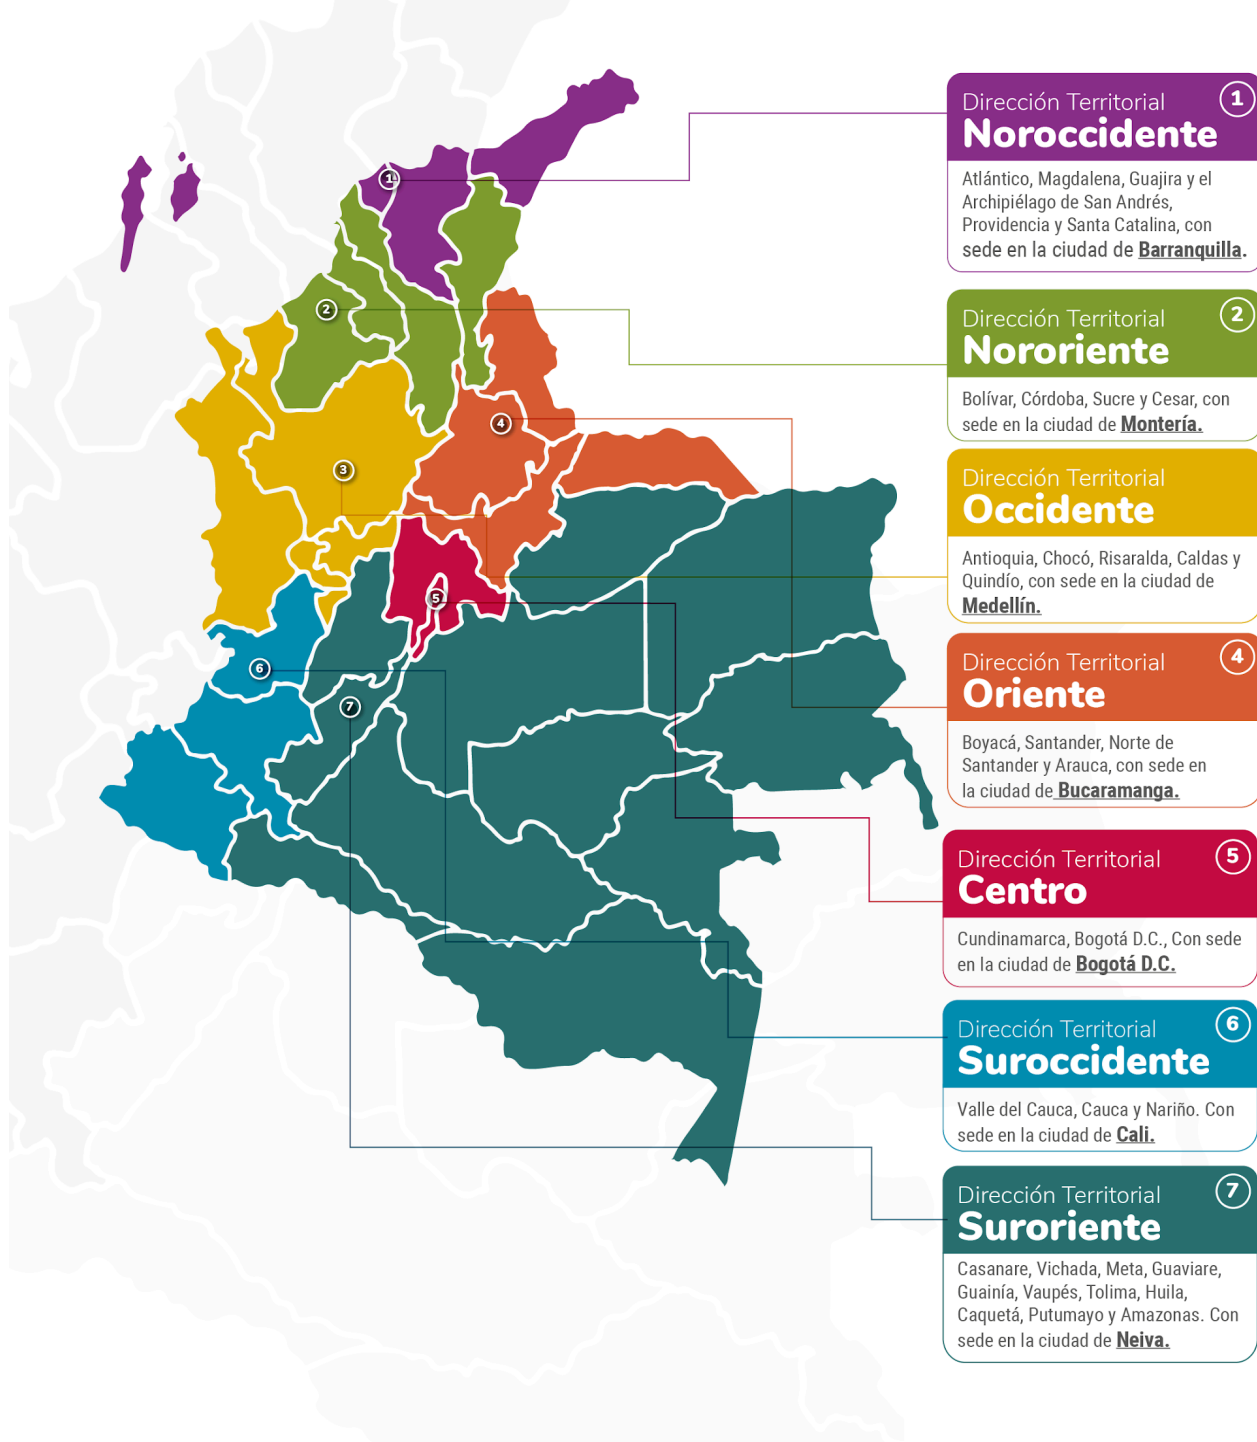 Dirección Territorial 1
Noroccidente
Atlántico, Magdalena, Guajira y el
Archipiélago de San Andrés,
Providencia y Santa Catalina, con
sede en la ciudad de Barranquilla.
Dirección Territorial 2
Nororiente
Bolívar, Córdoba, Sucre y Cesar, con
sede en la ciudad de Montería.
Dirección Territorial
Occidente
Antioquia, Chocó, Risaralda, Caldas y
Quindío, con sede en la ciudad de
Medellín.
Dirección Territorial 4
Oriente
Boyacá, Santander, Norte de
Santander y Arauca, con sede en
la ciudad de Bucaramanga.
Dirección Territorial 5
Centro
Cundinamarca, Bogotá D.C., Con sede
en la ciudad de Bogotá D.C.
Dirección Territorial 6
Suroccidente
Valle del Cauca, Cauca y Nariño. Con
sede en la ciudad de Cali.
Dirección Territorial 7
Suroriente
Casanare, Vichada, Meta, Guaviare,
Guainía, Vaupés, Tolima, Huila,
Caquetá, Putumayo y Amazonas. Con
sede en la ciudad de Neiva.
1
2
3
4
5
6
7